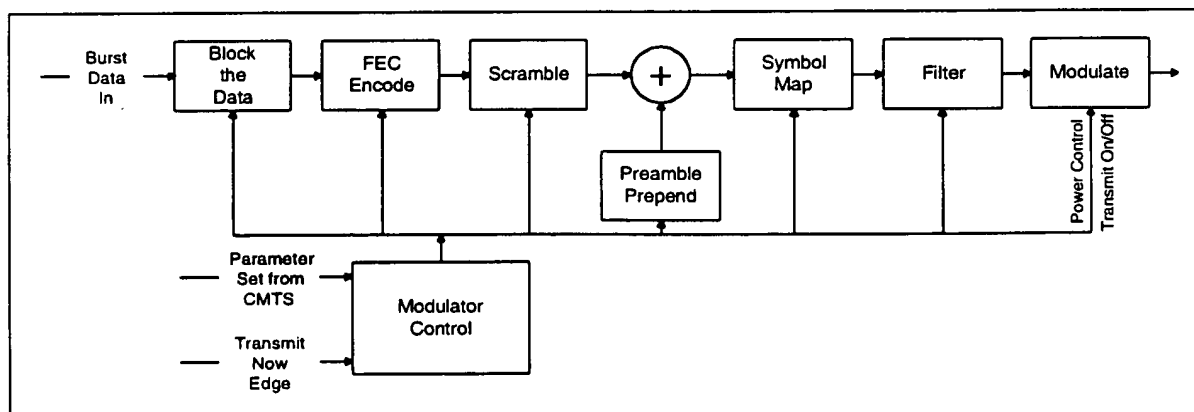 Burst
Data
In
Block
the
Data
FEC
Encode
Scramble
+
Symbol
Map
Filter
Modulate
Preamble
Prepend
Power Control
Transmit On/Off
Parameter
Set from
CMTS
Modulator
Control
Transmit
Now
Edge